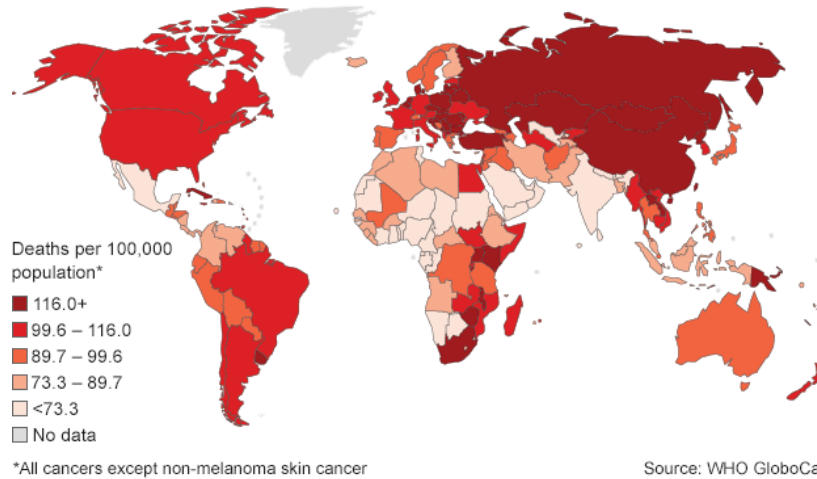 Deaths per 100,000
population*
116.0+
99.6 – 116.0
89.7 – 99.6
73.3 – 89.7
<73.3
No data
*All cancers except non-melanoma skin cancer
Source: WHO GloboCa